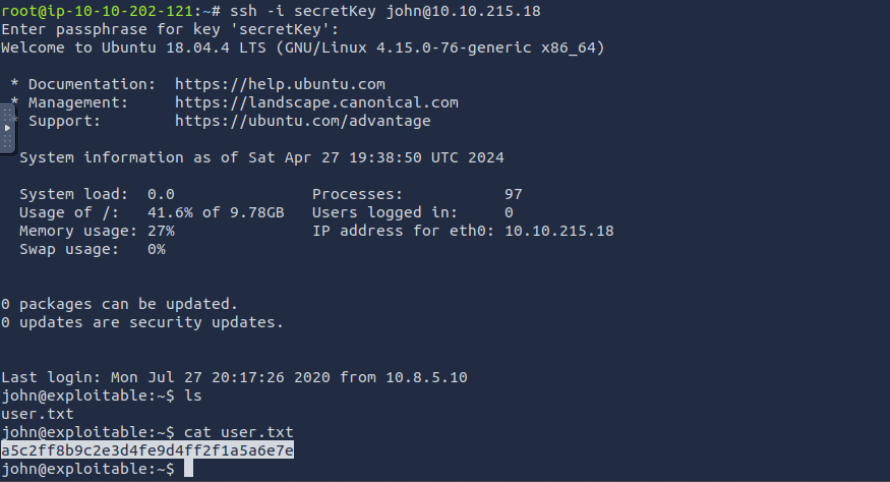 root@ip-10-10-202-121:~# ssh -i secretKey john@10.10.215.18
Enter passphrase for key 'secretKey':
Welcome to Ubuntu 18.04.4 LTS (GNU/Linux 4.15.0-76-generic x86_64)
* Documentation:  https://help.ubuntu.com
* Management:     https://landscape.canonical.com
* Support:        https://ubuntu.com/advantage
System information as of Sat Apr 27 19:38:50 UTC 2024
System load:  0.0               Processes:           97
Usage of /:   41.6% of 9.78GB   Users logged in:     0
Memory usage: 27%               IP address for eth0: 10.10.215.18
Swap usage:   0%
0 packages can be updated.
0 updates are security updates.
Last login: Mon Jul 27 20:17:26 2020 from 10.8.5.10
john@exploitable:~$ ls
user.txt
john@exploitable:~$ cat user.txt
a5c2ff8b9c2e3d4fe9d4ff2f1a5a6e7e
john@exploitable:~$